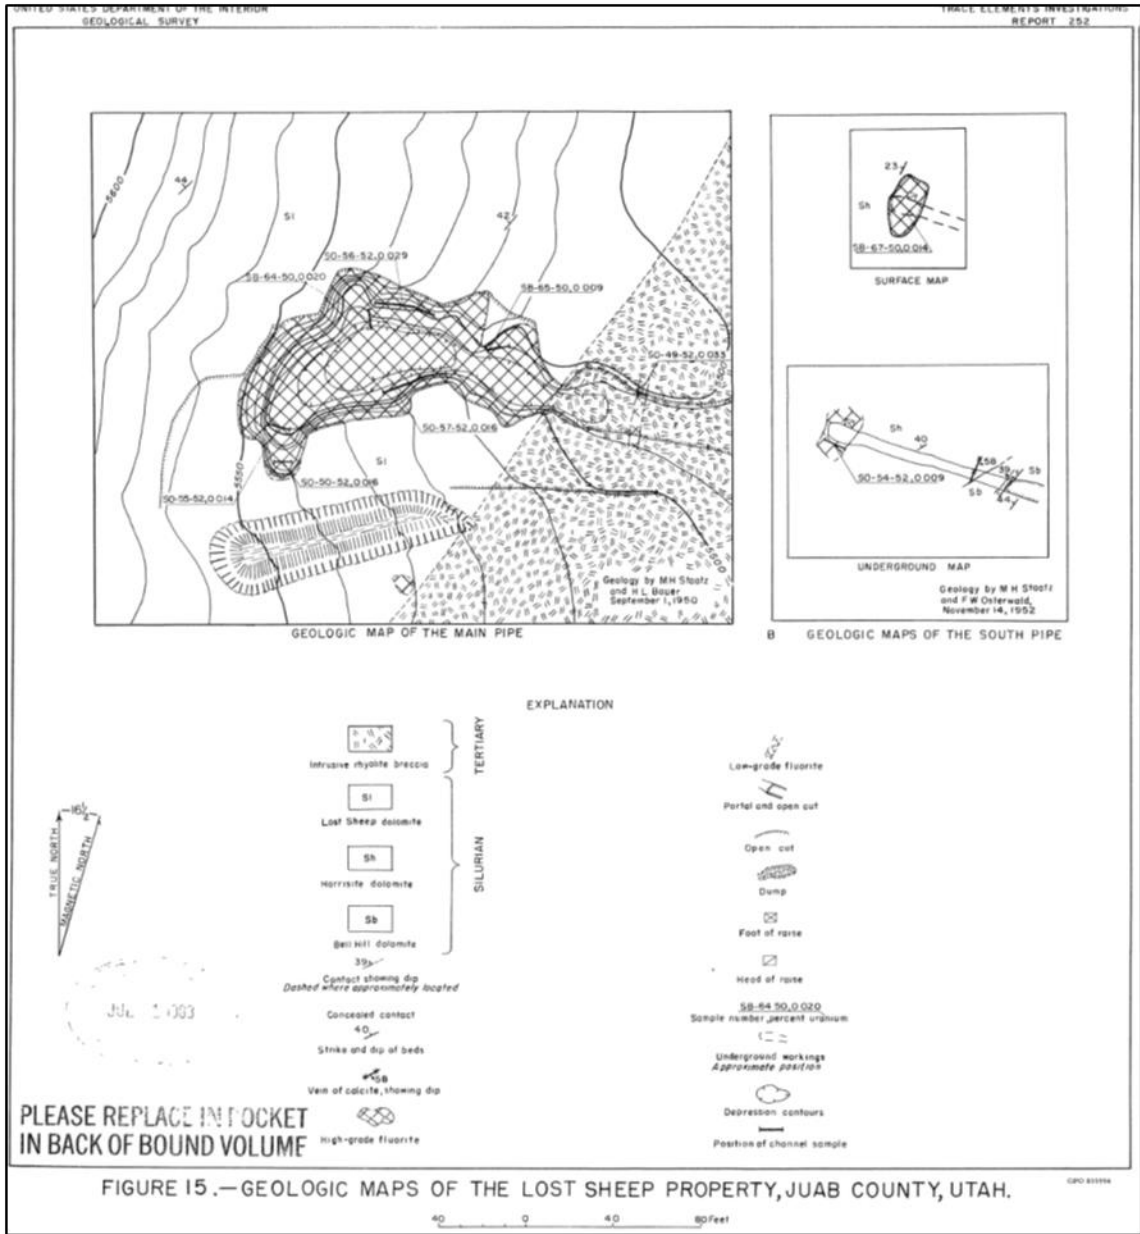 UNITED STATES DEPARTMENT OF THE INTERIOR
GEOLOGICAL SURVEY
TRACE ELEMENTS INVESTIGATIONS
REPORT 252
5600
44
Sl
42
SO-56-52,0.029
SB-64-50,0.020
SB-65-50,0.009
SO-49-52,0.033
5500
SO-57-52,0.016
Sl
5550
SO-55-52,0.014
SO-50-52,0.016
5500
Geology by M H Staatz
and H L Bauer
September 1, 1950
GEOLOGIC MAP OF THE MAIN PIPE
23
Sh
SB-67-50,0.014
SURFACE MAP
Sh
40
58
39
Sb
SO-54-52,0.009
Sb
44
UNDERGROUND MAP
Geology by M H Staatz
and F W Osterwald
November 14, 1952
B GEOLOGIC MAPS OF THE SOUTH PIPE
EXPLANATION
Intrusive rhyolite breccia
TERTIARY
Sl
Lost Sheep dolomite
Sh
Harrisite dolomite
Sb
Bell Hill dolomite
SILURIAN
39
Contact showing dip
Dashed where approximately located
Concealed contact
40
Strike and dip of beds
58
Vein of calcite, showing dip
High-grade fluorite
Low-grade fluorite
Portal and open cut
Open cut
Dump
Foot of raise
Head of raise
SB-64 50,0.020
Sample number, percent uranium
Underground workings
Approximate position
Depression contours
Position of channel sample
16½
TRUE NORTH
MAGNETIC NORTH
PLEASE REPLACE IN POCKET
IN BACK OF BOUND VOLUME
FIGURE 15.—GEOLOGIC MAPS OF THE LOST SHEEP PROPERTY, JUAB COUNTY, UTAH.
40 0 40 80 Feet